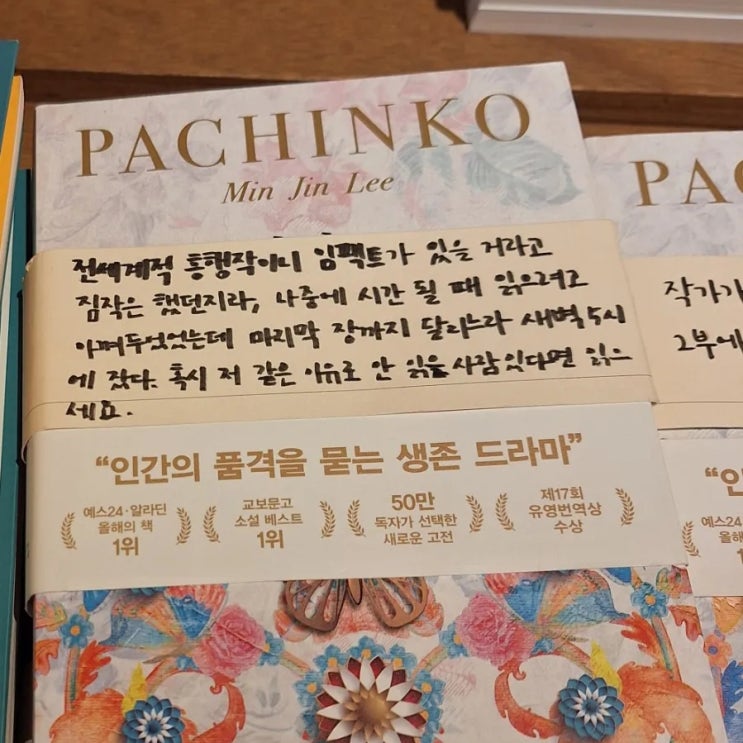 PACHINKO
Min Jin Lee
전세계적 흥행작이니 임팩트가 있을 거라고
짐작은 했던지라, 나중에 시간 될 때 읽으려고
아껴두었었는데 마지막 장까지 달리느라 새벽 5시
에 잤다. 혹시 저 같은 이유로 안 읽을 사람 있다면 읽으
세요.
“인간의 품격을 묻는 생존 드라마”
예스24·알라딘
올해의 책
1위
교보문고
소설 베스트
1위
50만
독자가 선택한
새로운 고전
제17회
유영번역상
수상
PAC
작가가
2부에
“인
예스24
올해